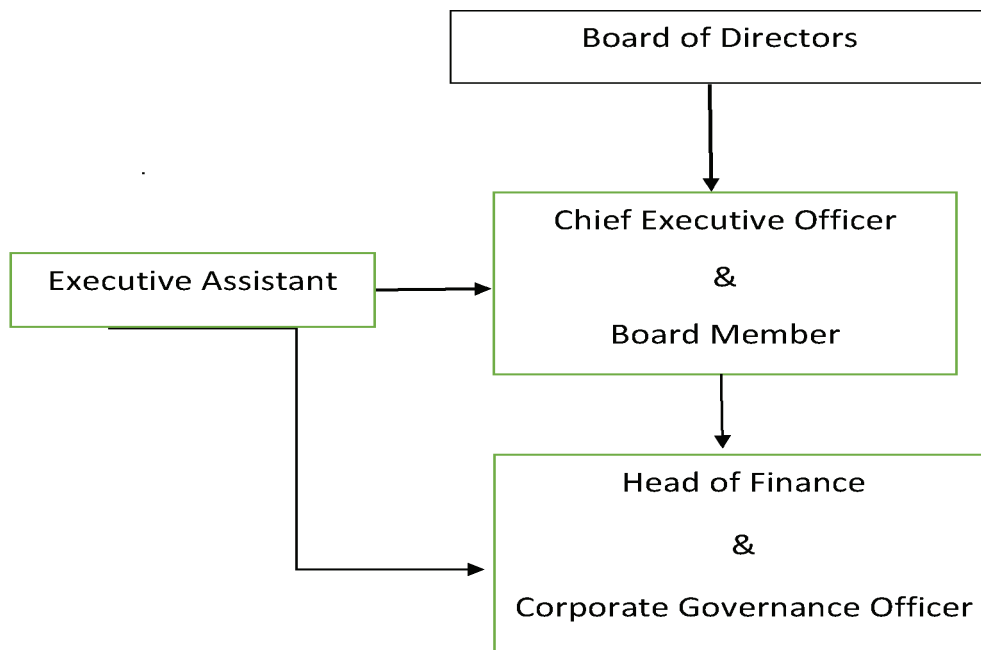 Board of Directors
Chief Executive Officer
&
Board Member
Executive Assistant
Head of Finance
&
Corporate Governance Officer